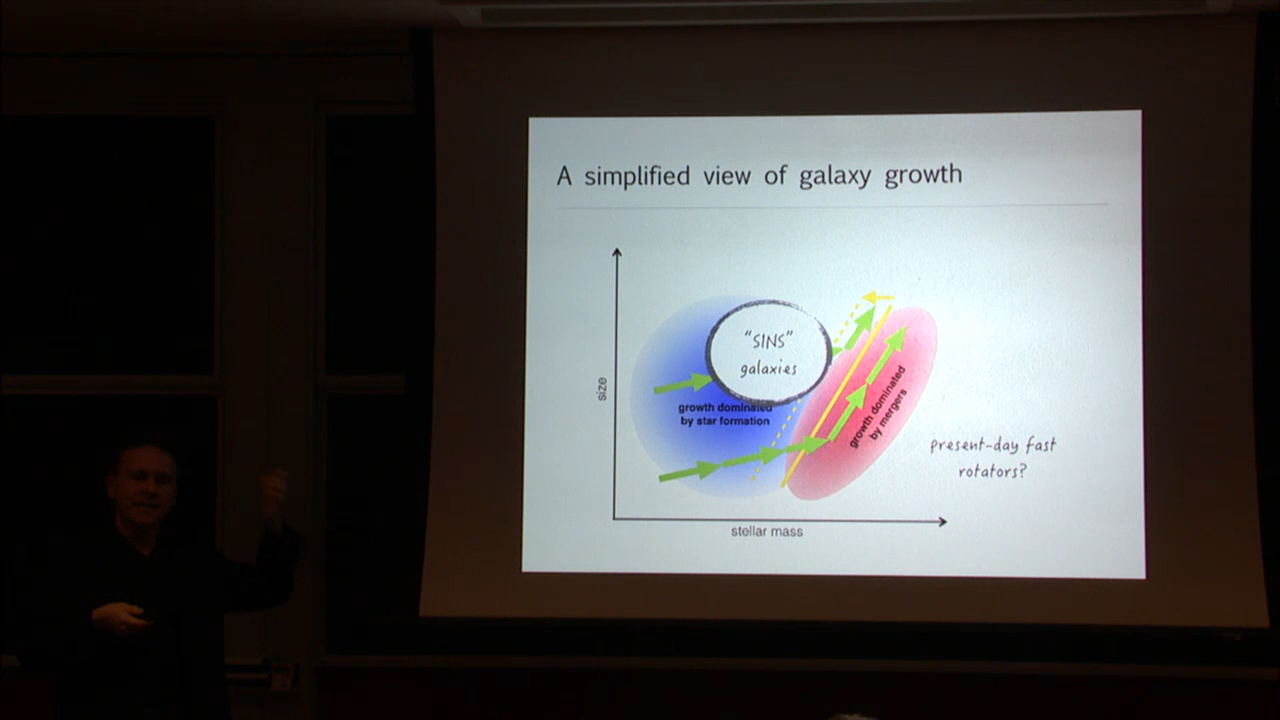 A simplified view of galaxy growth
size
"SINS"
galaxies
growth dominated
by star formation
growth dominated
by mergers
present-day fast
rotators?
stellar mass